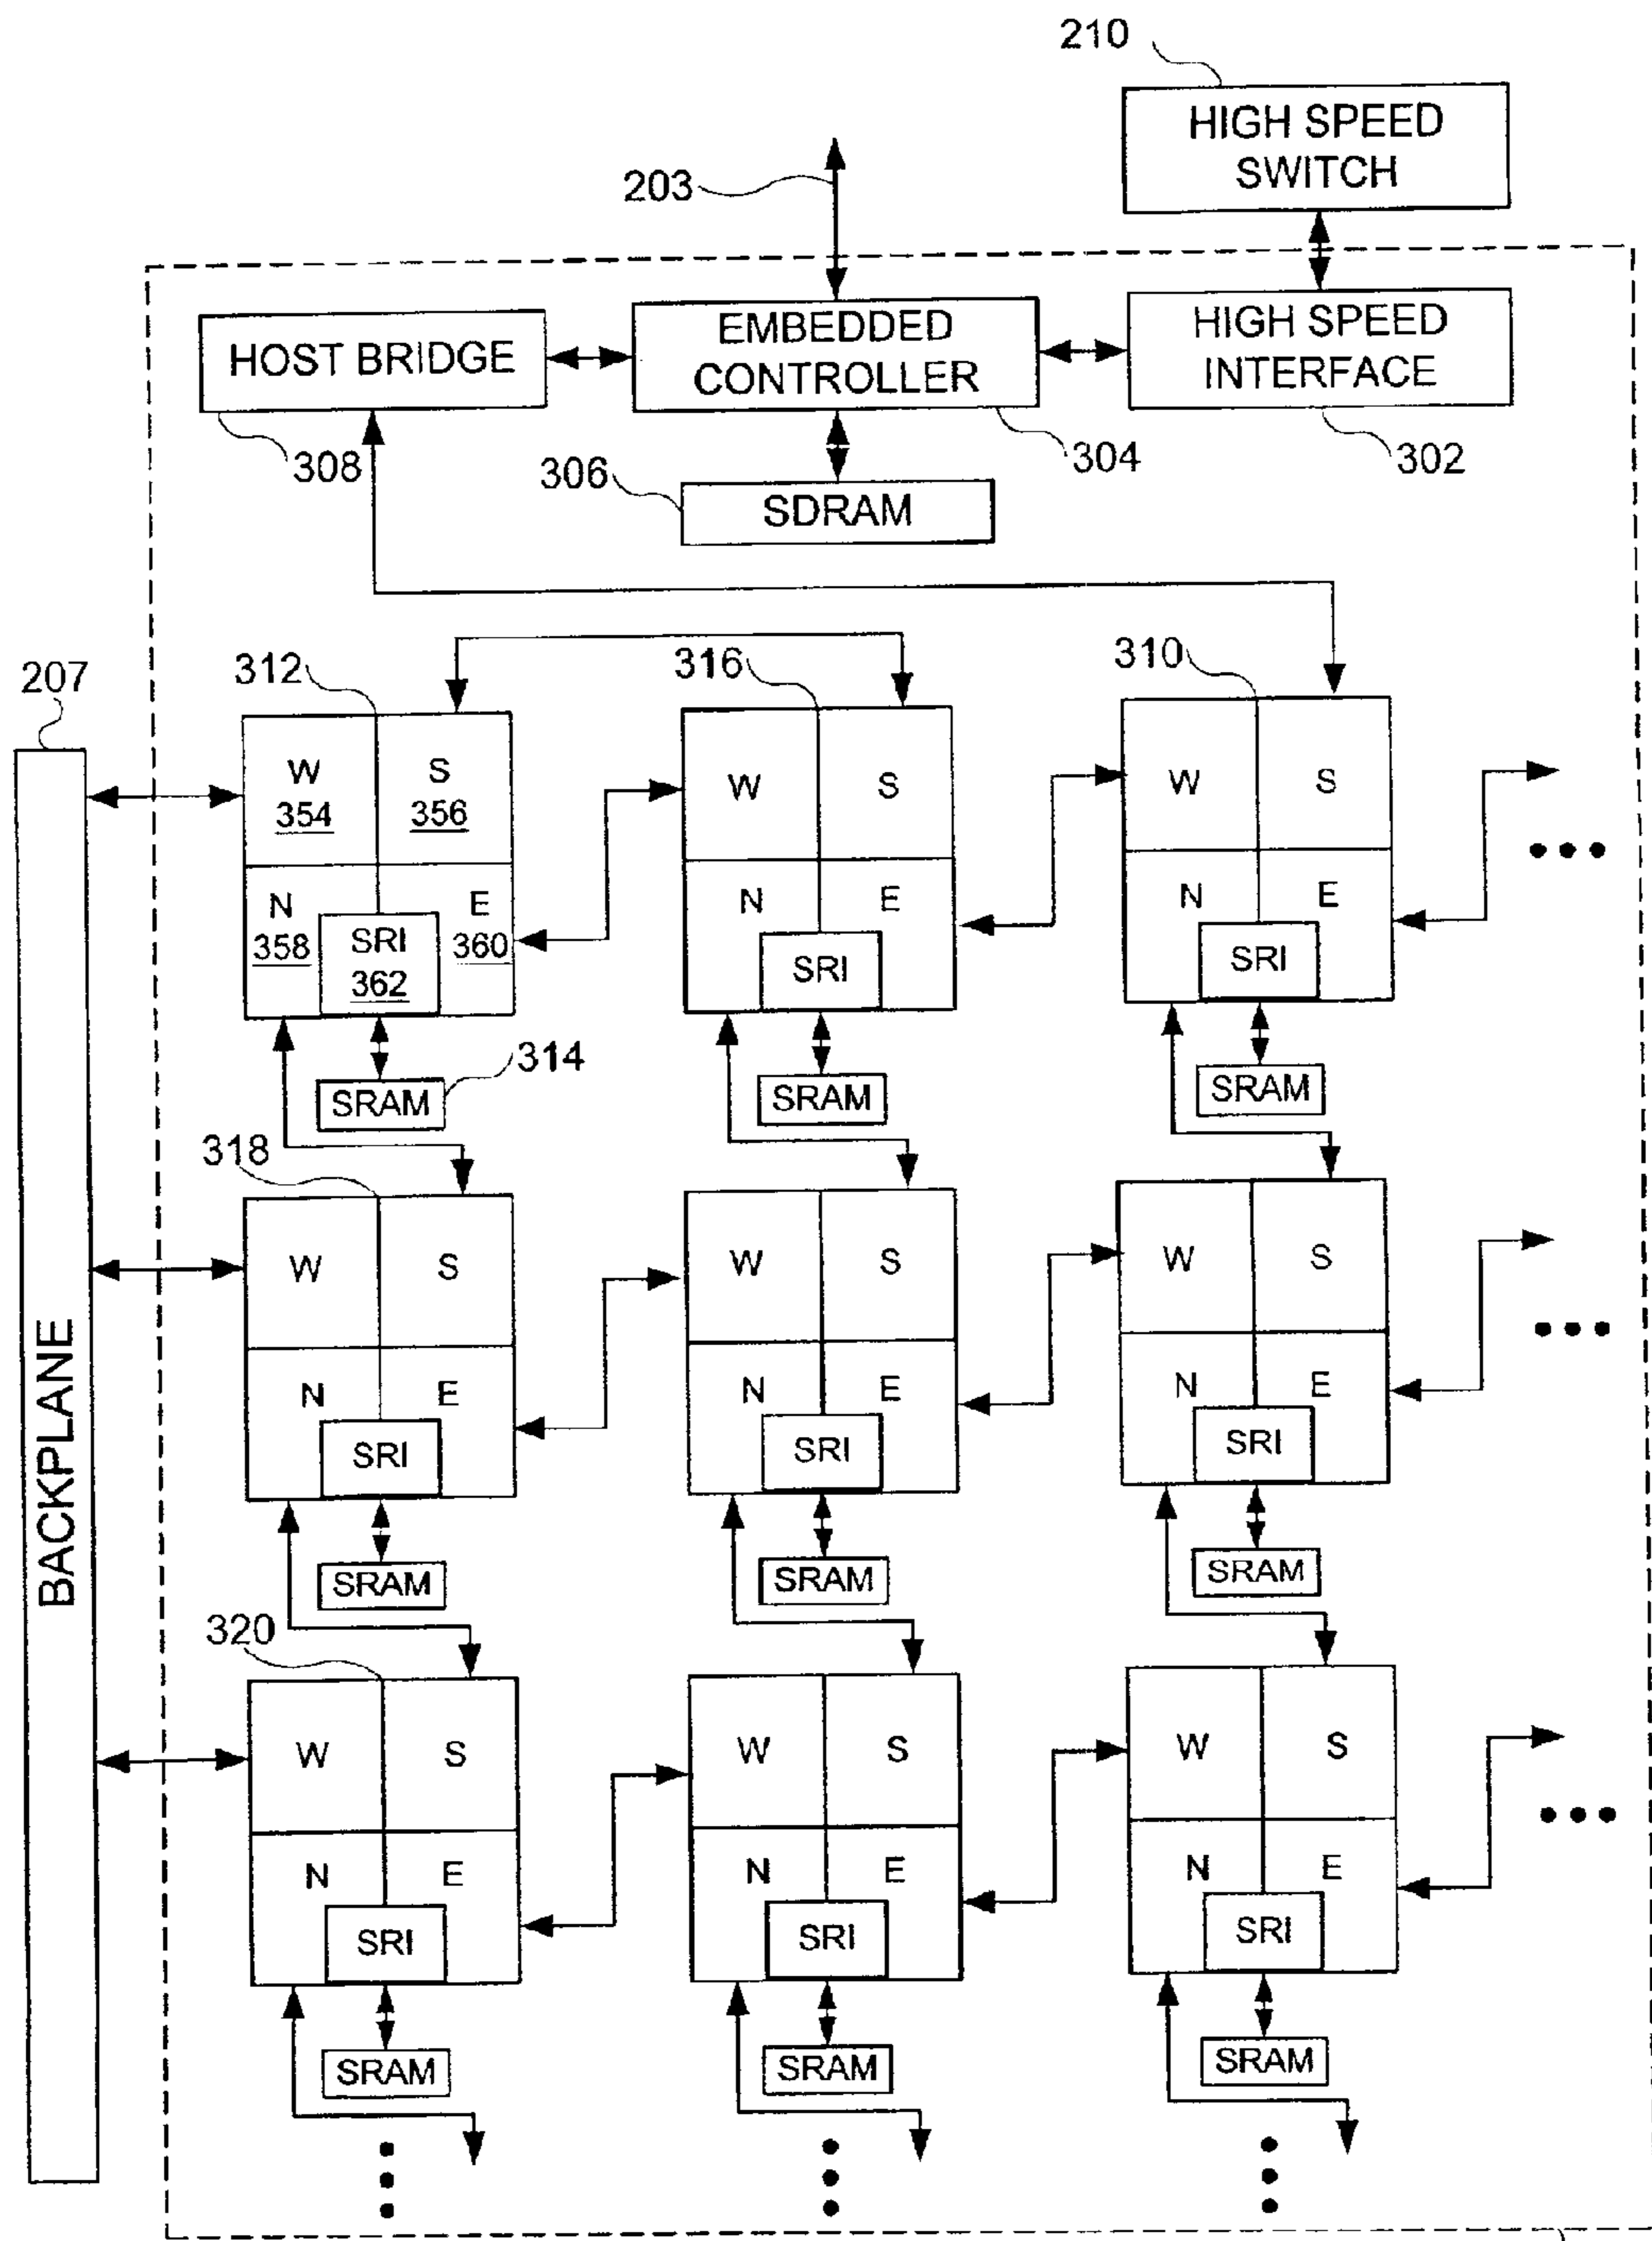 210
HIGH SPEED
SWITCH
203
HOST BRIDGE
EMBEDDED
CONTROLLER
HIGH SPEED
INTERFACE
308
304
302
306
SDRAM
207
BACKPLANE
312
316
310
W
354
S
356
N
358
E
360
SRI
362
W
S
N
E
SRI
W
S
N
E
SRI
SRAM
314
SRAM
SRAM
318
W
S
N
E
SRI
W
S
N
E
SRI
W
S
N
E
SRI
SRAM
SRAM
SRAM
320
W
S
N
E
SRI
W
S
N
E
SRI
W
S
N
E
SRI
SRAM
SRAM
SRAM